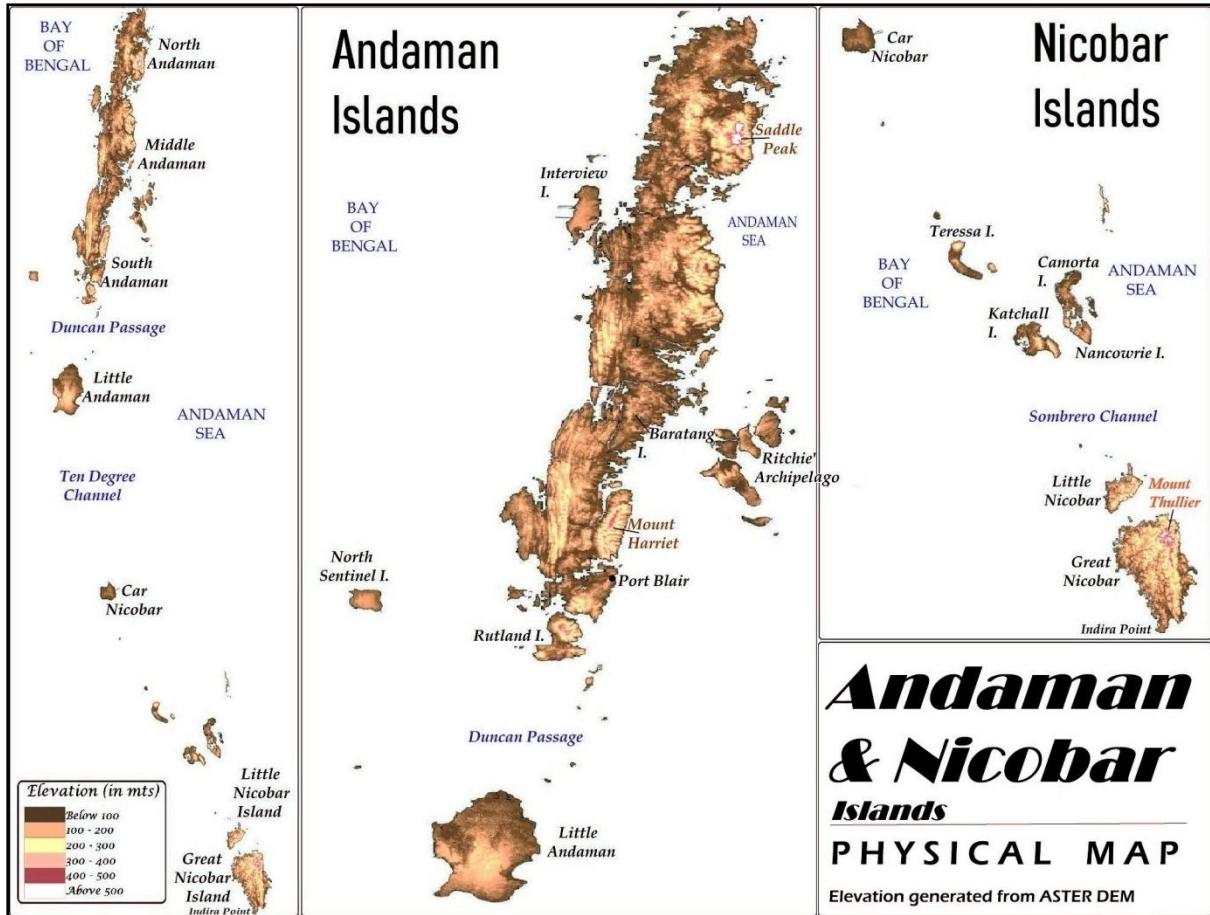 BAY
OF
BENGAL
North
Andaman
Middle
Andaman
South
Andaman
Duncan Passage
Little
Andaman
ANDAMAN
SEA
Ten Degree
Channel
Car
Nicobar
Little
Nicobar
Island
Great
Nicobar
Island
Indira Point
Elevation (in mts)
Below 100
100 - 200
200 - 300
300 - 400
400 - 500
Above 500
Andaman
Islands
Saddle
Peak
Interview
I.
BAY
OF
BENGAL
ANDAMAN
SEA
I.
Baratang
I.
Ritchie'
Archipelago
Mount
Harriet
North
Sentinel I.
Port Blair
Rutland I.
Duncan Passage
Little
Andaman
Car
Nicobar
Nicobar
Islands
Teressa I.
BAY
OF
BENGAL
Camorta
I.
ANDAMAN
SEA
Katchall
I.
Nancowrie I.
Sombrero Channel
Little
Nicobar
Mount
Thullier
Great
Nicobar
Indira Point
Andaman
& Nicobar
Islands
PHYSICAL MAP
Elevation generated from ASTER DEM